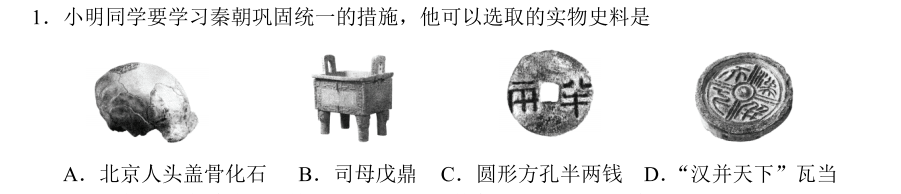 1．小明同学要学习秦朝巩固统一的措施，他可以选取的实物史料是
半两
A．北京人头盖骨化石 B．司母戊鼎 C．圆形方孔半两钱 D．“汉并天下”瓦当